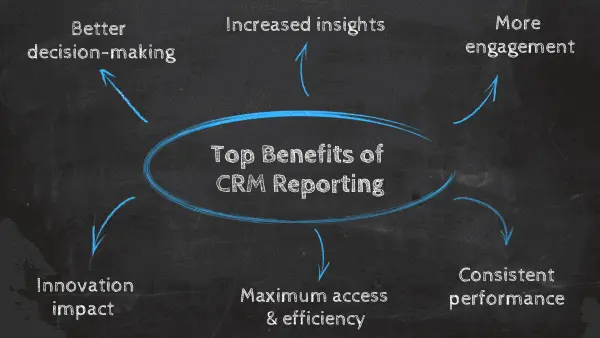 Better
decision-making
Increased insights
More
engagement
Top Benefits of
CRM Reporting
Innovation
impact
Maximum access
& efficiency
Consistent
performance